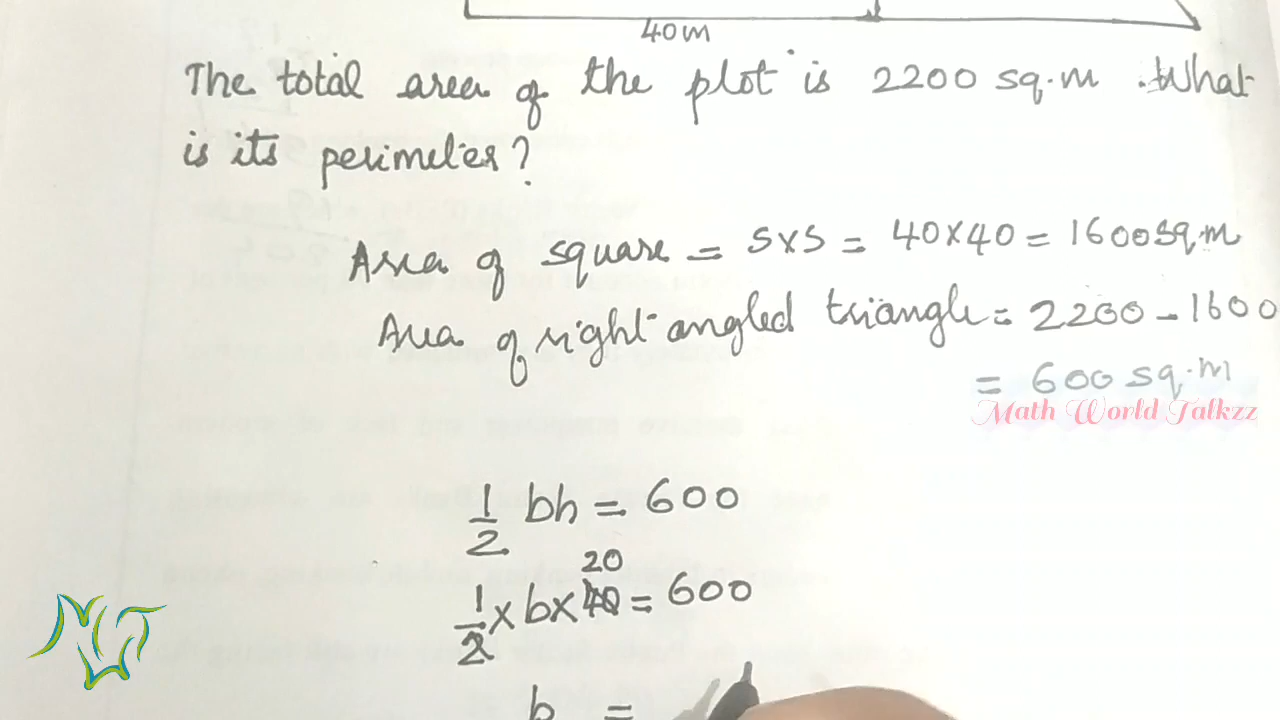 40m
The total area of the plot is 2200 sq.m. What
is its perimeter?
Area of square = S×S = 40×40 = 1600sq.m
Area of right angled triangle = 2200 - 1600
= 600 sq.m
Math World Talkzz
1/2 bh = 600
20
1/2 × b × 40 = 600
b =
MT